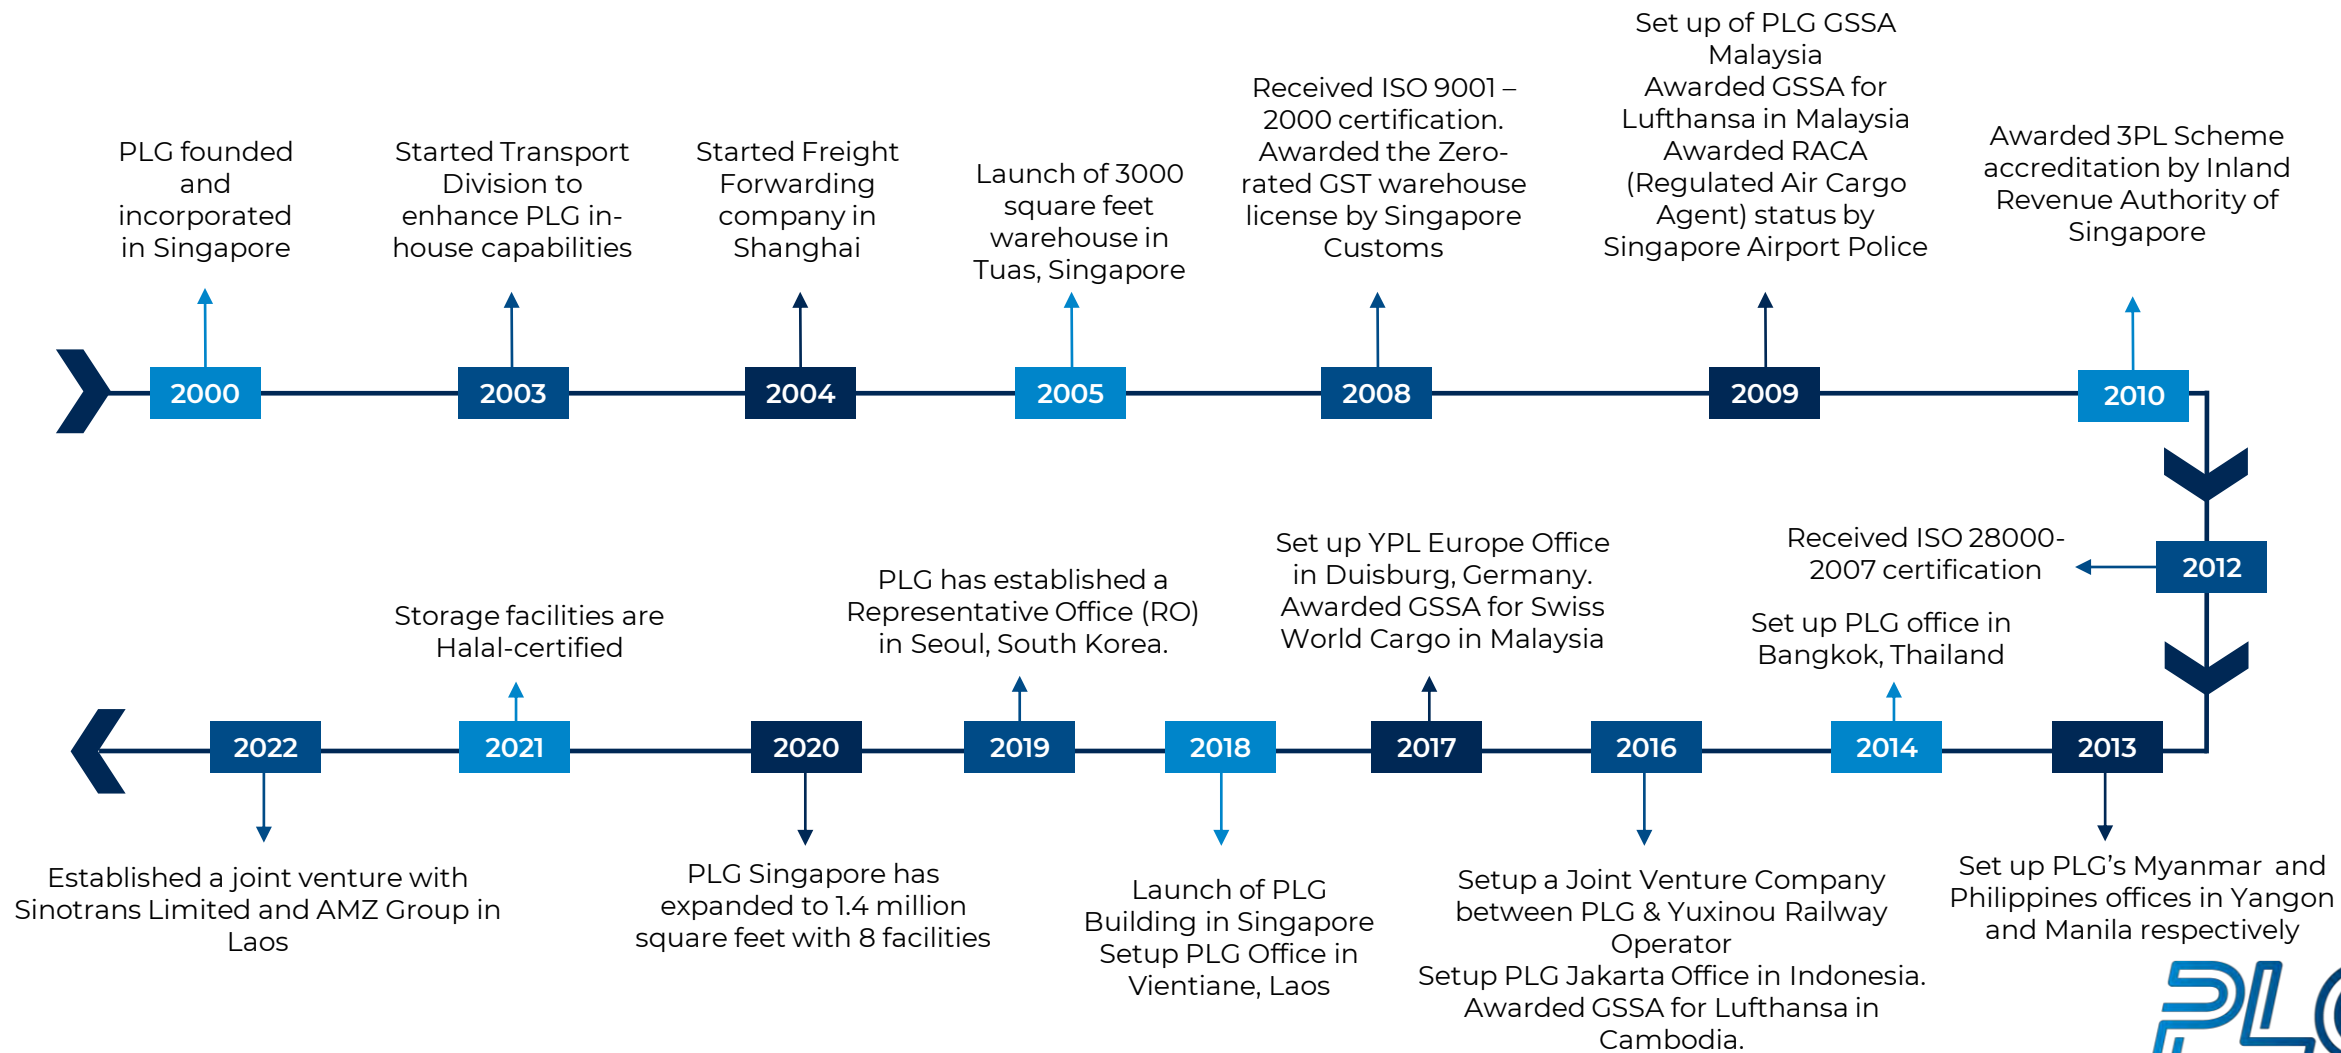 PLG founded
and
incorporated
in Singapore
2000
Started Transport
Division to
enhance PLG in-
house capabilities
2003
Started Freight
Forwarding
company in
Shanghai
2004
Launch of 3000
square feet
warehouse in
Tuas, Singapore
2005
Received ISO 9001 –
2000 certification.
Awarded the Zero-
rated GST warehouse
license by Singapore
Customs
2008
Set up of PLG GSSA
Malaysia
Awarded GSSA for
Lufthansa in Malaysia
Awarded RACA
(Regulated Air Cargo
Agent) status by
Singapore Airport Police
2009
Awarded 3PL Scheme
accreditation by Inland
Revenue Authority of
Singapore
2010
Received ISO 28000-
2007 certification
2012
Set up PLG’s Myanmar and
Philippines offices in Yangon
and Manila respectively
2013
Set up PLG office in
Bangkok, Thailand
2014
Setup a Joint Venture Company
between PLG & Yuxinou Railway
Operator
Setup PLG Jakarta Office in Indonesia.
Awarded GSSA for Lufthansa in
Cambodia.
2016
Set up YPL Europe Office
in Duisburg, Germany.
Awarded GSSA for Swiss
World Cargo in Malaysia
2017
Launch of PLG
Building in Singapore
Setup PLG Office in
Vientiane, Laos
2018
PLG has established a
Representative Office (RO)
in Seoul, South Korea.
2019
PLG Singapore has
expanded to 1.4 million
square feet with 8 facilities
2020
Storage facilities are
Halal-certified
2021
Established a joint venture with
Sinotrans Limited and AMZ Group in
Laos
2022
PLG